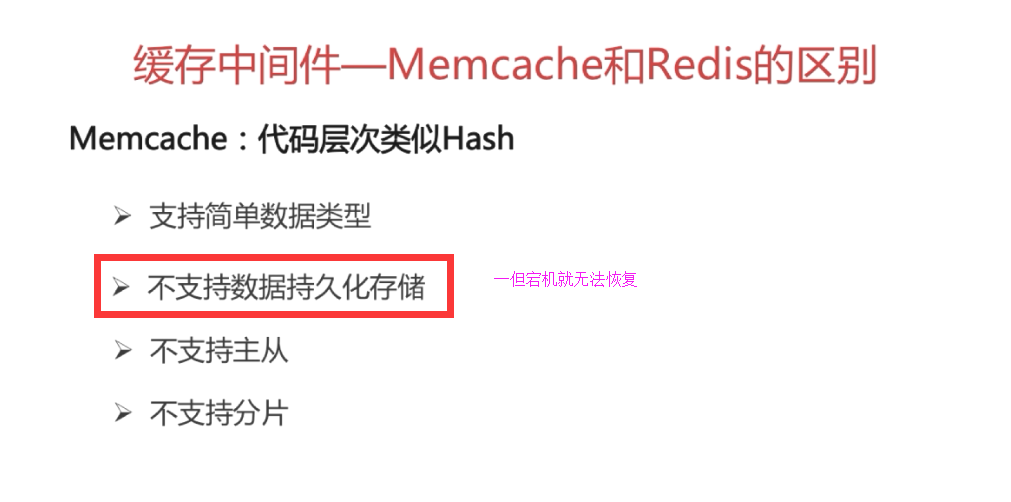 缓存中间件—Memcache和Redis的区别
Memcache：代码层次类似Hash
➢ 支持简单数据类型
➢ 不支持数据持久化存储
一但宕机就无法恢复
➢ 不支持主从
➢ 不支持分片